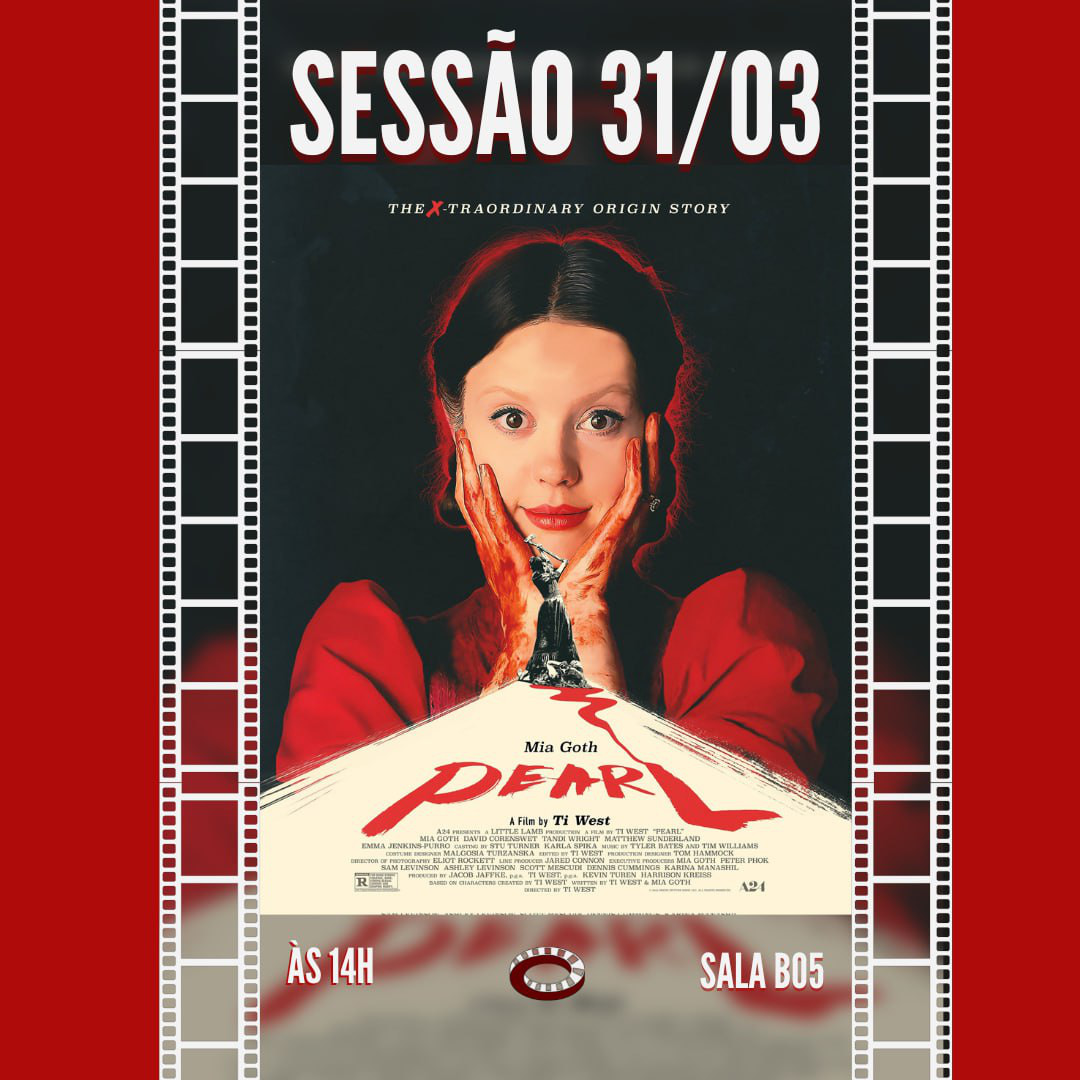 SESSÃO 31/03
THE X-TRAORDINARY ORIGIN STORY
Mia Goth
PEARL
A Film by Ti West
A24 PRESENTS A LITTLE LAMB PRODUCTION A FILM BY TI WEST "PEARL"
MIA GOTH DAVID CORENSWET TANDI WRIGHT MATTHEW SUNDERLAND
EMMA JENKINS-PURRO CASTING BY STU TURNER KARLA SPIKA MUSIC BY TYLER BATES AND TIM WILLIAMS
COSTUME DESIGNER MALGOSIA TURZANSKA EDITED BY TI WEST PRODUCTION DESIGNER TOM HAMMOCK
DIRECTOR OF PHOTOGRAPHY ELIOT ROCKETT LINE PRODUCER JARED CONNON EXECUTIVE PRODUCERS MIA GOTH PETER PHOK
SAM LEVINSON ASHLEY LEVINSON SCOTT MESCUDI DENNIS CUMMINGS KARINA MANASHIL
PRODUCED BY JACOB JAFFKE, p.g.a. TI WEST, p.g.a. KEVIN TUREN HARRISON KREISS
BASED ON CHARACTERS CREATED BY TI WEST WRITTEN BY TI WEST & MIA GOTH
DIRECTED BY TI WEST
R
A24
ÀS 14H
SALA B05